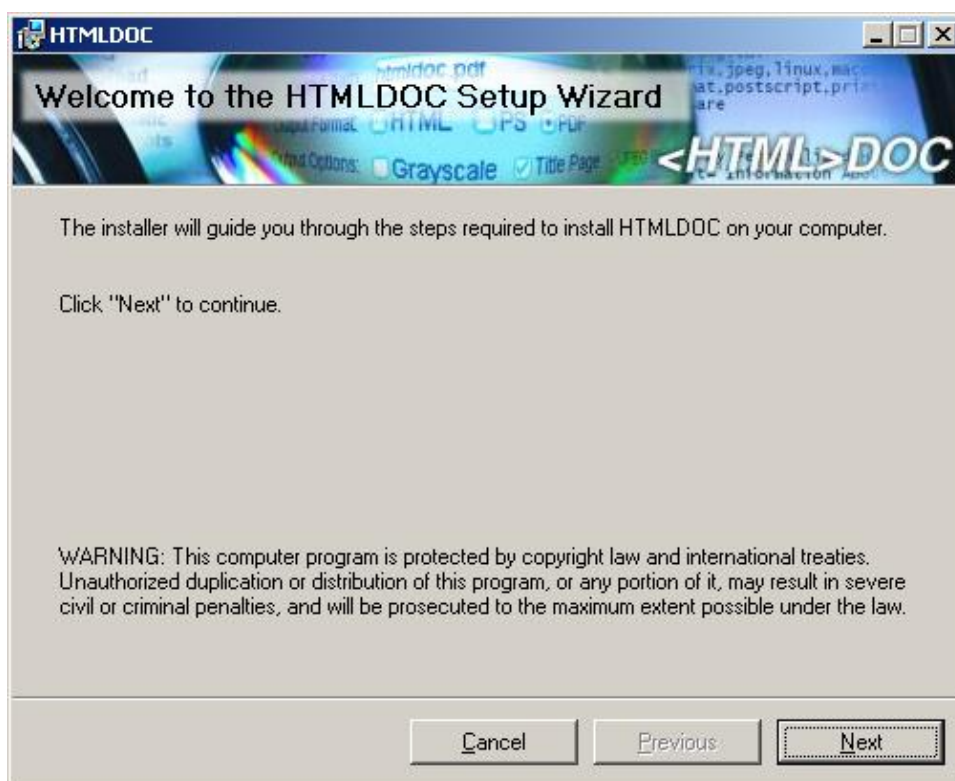 HTMLDOC
htmldoc.pdf
Welcome to the HTMLDOC Setup Wizard
Output Format: HTML PS PDF
Output Options: Grayscale Title Page
<HTML>DOC
The installer will guide you through the steps required to install HTMLDOC on your computer.
Click "Next" to continue.
WARNING: This computer program is protected by copyright law and international treaties.
Unauthorized duplication or distribution of this program, or any portion of it, may result in severe
civil or criminal penalties, and will be prosecuted to the maximum extent possible under the law.
Cancel Previous Next